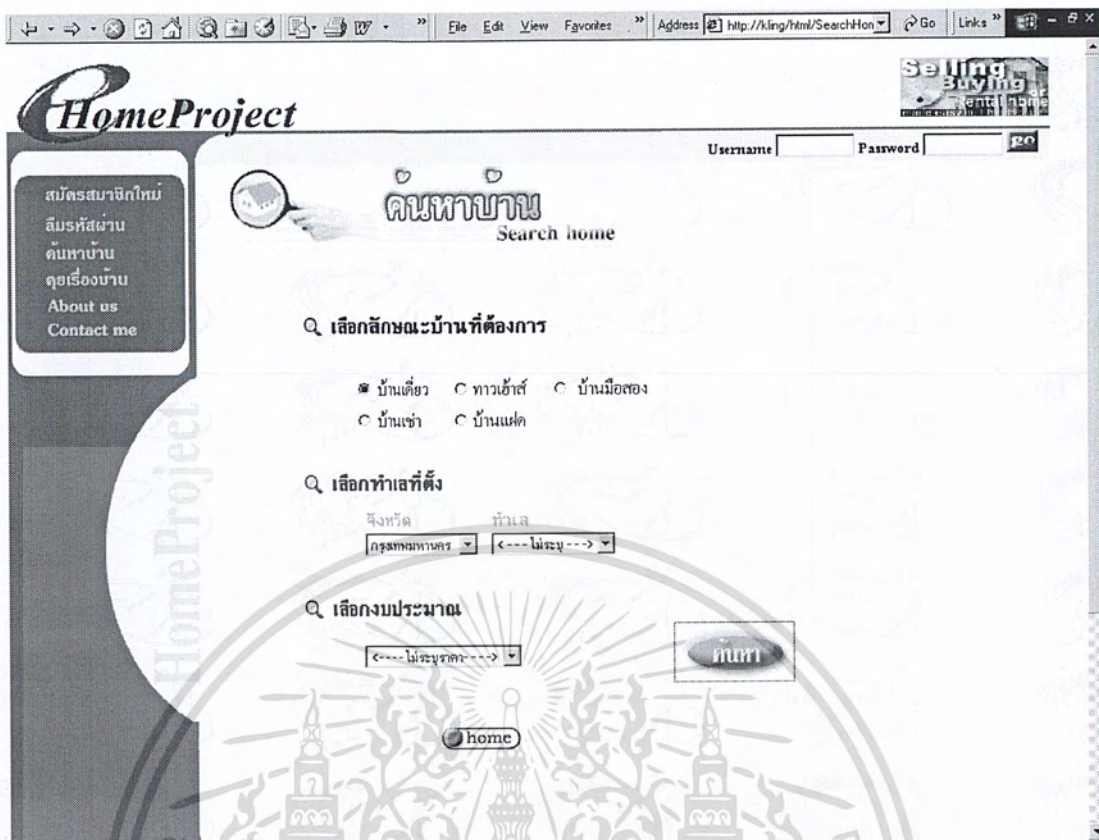 File Edit View Favorites » Address http://kling/html/SearchHon Go Links »
eHomeProject
Selling
Buying or
Rental home
Username Password go
สมัครสมาชิกใหม่
ลืมรหัสผ่าน
ค้นหาบ้าน
คุยเรื่องบ้าน
About us
Contact me
ค้นหาบ้าน
Search home
เลือกลักษณะบ้านที่ต้องการ
บ้านเดี่ยว ทาวเฮ้าส์ บ้านมือสอง
บ้านเช่า บ้านแฝด
เลือกทำเลที่ตั้ง
จังหวัด ทำเล
กรุงเทพมหานคร <---ไม่ระบุ--->
เลือกงบประมาณ
<----ไม่ระบุราคา---->
ค้นหา
home
HomeProject